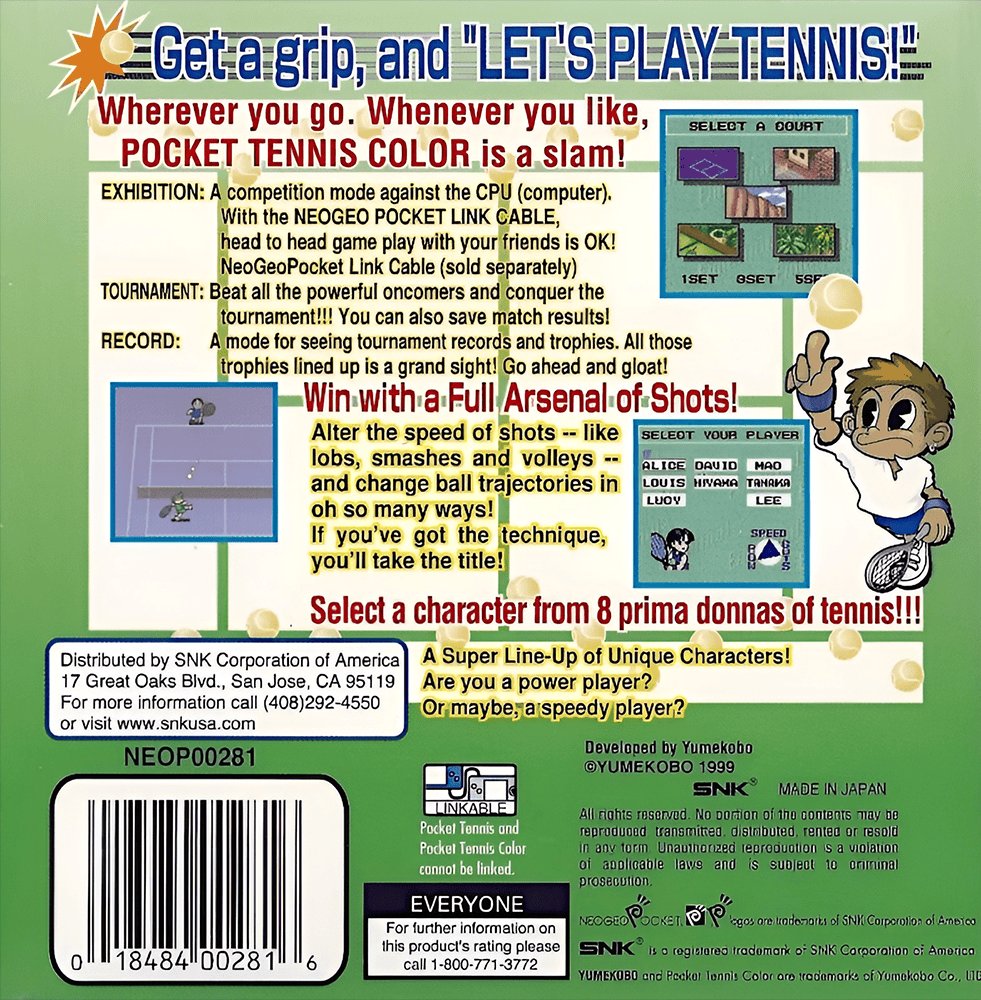 Get a grip, and "LET'S PLAY TENNIS!"
Wherever you go. Whenever you like,
POCKET TENNIS COLOR is a slam!
EXHIBITION: A competition mode against the CPU (computer).
With the NEOGEO POCKET LINK CABLE,
head to head game play with your friends is OK!
NeoGeoPocket Link Cable (sold separately)
TOURNAMENT: Beat all the powerful oncomers and conquer the
tournament!!! You can also save match results!
RECORD: A mode for seeing tournament records and trophies. All those
trophies lined up is a grand sight! Go ahead and gloat!
SELECT A COURT
1SET 3SET
Win with a Full Arsenal of Shots!
Alter the speed of shots -- like
lobs, smashes and volleys --
and change ball trajectories in
oh so many ways!
If you've got the technique,
you'll take the title!
SELECT YOUR PLAYER
ALICE DAVID MAO
LOUIS HIYAMA TANAKA
LUCY LEE
SPEED
POW
GUTS
Select a character from 8 prima donnas of tennis!!!
A Super Line-Up of Unique Characters!
Are you a power player?
Or maybe, a speedy player?
Distributed by SNK Corporation of America
17 Great Oaks Blvd., San Jose, CA 95119
For more information call (408)292-4550
or visit www.snkusa.com
NEOP00281
0 18484 00281 6
LINKABLE
Pocket Tennis and
Pocket Tennis Color
connot be linked.
EVERYONE
For further information on
this product's rating please
call 1-800-771-3772
Developed by Yumekobo
©YUMEKOBO 1999
SNK® MADE IN JAPAN
All rights reserved. No portion of the contents may be
reproduced transmitted, distributed, rented or resold
in any form. Unauthorized reproduction is a violation
of applicable laws and is subject to criminal
prosecution.
NEOGEO POCKET, logos are trademarks of SNK Corporation of America
SNK® is a registered trademark of SNK Corporation of America
YUMEKOBO and Pocket Tennis Color are trademarks of Yumekobo Co.,